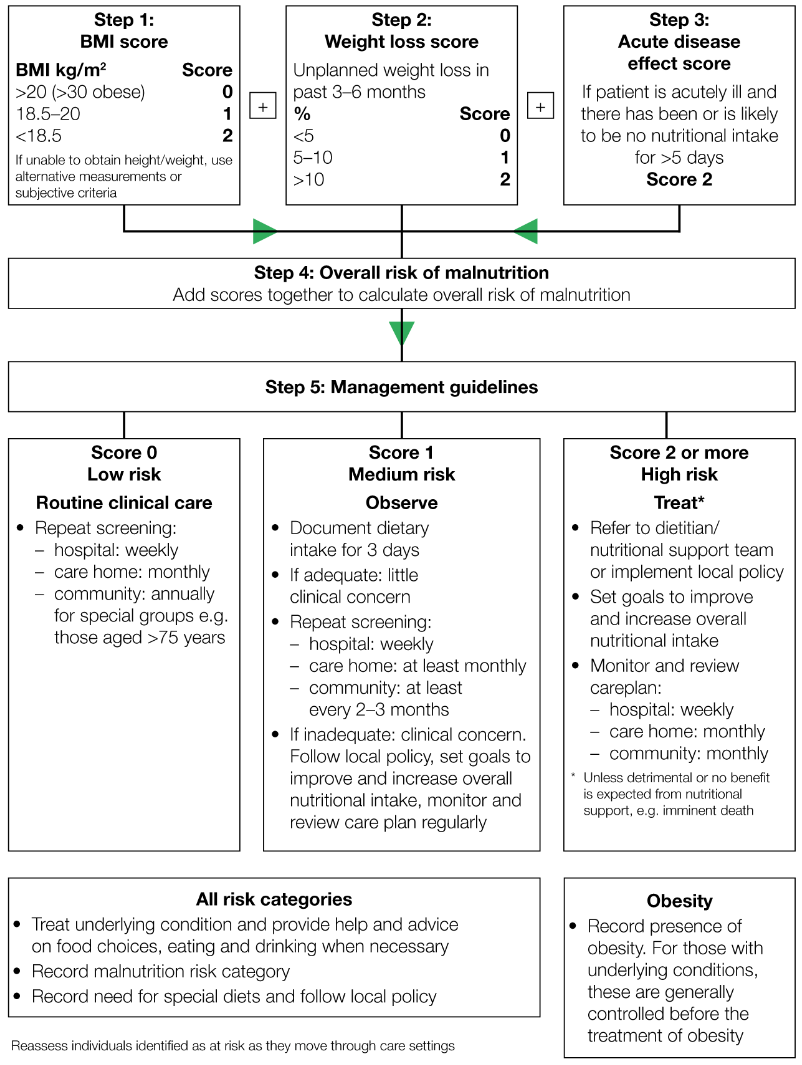 Step 1:
BMI score
BMI kg/m² Score
>20 (>30 obese) 0
18.5–20 1
<18.5 2
If unable to obtain height/weight, use
alternative measurements or
subjective criteria
+
Step 2:
Weight loss score
Unplanned weight loss in
past 3–6 months
% Score
<5 0
5–10 1
>10 2
+
Step 3:
Acute disease
effect score
If patient is acutely ill and
there has been or is likely
to be no nutritional intake
for >5 days
Score 2
Step 4: Overall risk of malnutrition
Add scores together to calculate overall risk of malnutrition
Step 5: Management guidelines
Score 0
Low risk
Routine clinical care
• Repeat screening:
– hospital: weekly
– care home: monthly
– community: annually
for special groups e.g.
those aged >75 years
Score 1
Medium risk
Observe
• Document dietary
intake for 3 days
• If adequate: little
clinical concern
• Repeat screening:
– hospital: weekly
– care home: at least monthly
– community: at least
every 2–3 months
• If inadequate: clinical concern.
Follow local policy, set goals to
improve and increase overall
nutritional intake, monitor and
review care plan regularly
Score 2 or more
High risk
Treat*
• Refer to dietitian/
nutritional support team
or implement local policy
• Set goals to improve
and increase overall
nutritional intake
• Monitor and review
careplan:
– hospital: weekly
– care home: monthly
– community: monthly
* Unless detrimental or no benefit
is expected from nutritional
support, e.g. imminent death
All risk categories
• Treat underlying condition and provide help and advice
on food choices, eating and drinking when necessary
• Record malnutrition risk category
• Record need for special diets and follow local policy
Obesity
• Record presence of
obesity. For those with
underlying conditions,
these are generally
controlled before the
treatment of obesity
Reassess individuals identified as at risk as they move through care settings